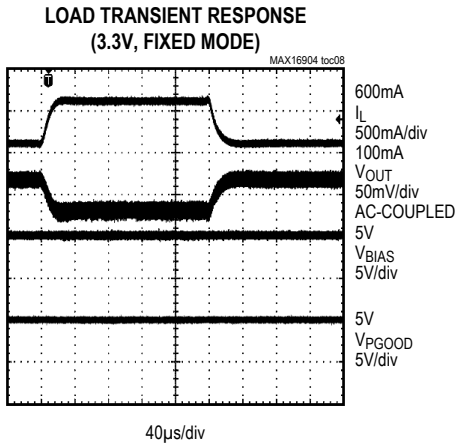 LOAD TRANSIENT RESPONSE
(3.3V, FIXED MODE)
MAX16904 toc08
T
600mA
IL
500mA/div
100mA
VOUT
50mV/div
AC-COUPLED
5V
VBIAS
5V/div
5V
VPGOOD
5V/div
40µs/div